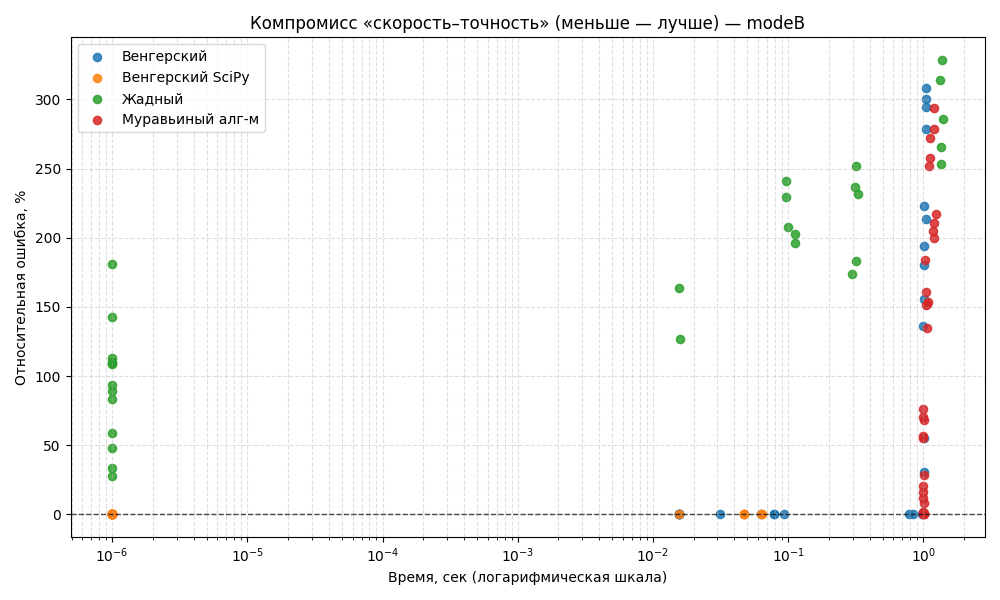 Компромисс «скорость–точность» (меньше — лучше) — modeB
Венгерский
Венгерский SciPy
Жадный
Муравьиный алг-м
Относительная ошибка, %
300
250
200
150
100
50
0
10⁻⁶
10⁻⁵
10⁻⁴
10⁻³
10⁻²
10⁻¹
10⁰
Время, сек (логарифмическая шкала)